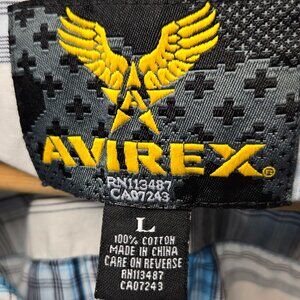 A
AVIREX®
RN113487
CA07243
L
100% COTTON
MADE IN CHINA
CARE ON REVERSE
RN113487
CA07243